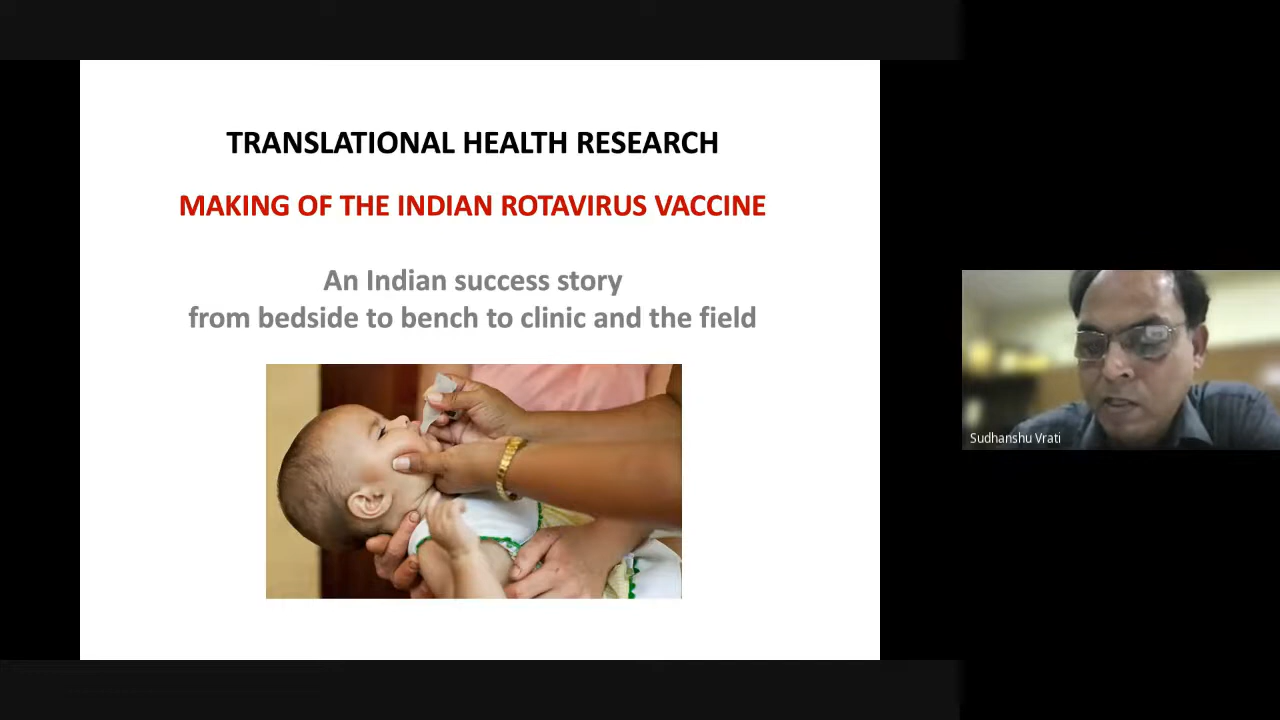 TRANSLATIONAL HEALTH RESEARCH
MAKING OF THE INDIAN ROTAVIRUS VACCINE
An Indian success story
from bedside to bench to clinic and the field
Sudhanshu Vrati